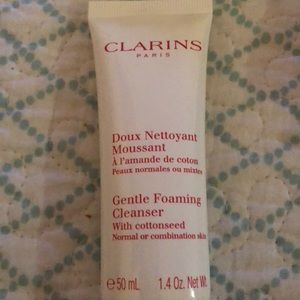 CLARINS
PARIS
Doux Nettoyant
Moussant
À l'amande de coton
Peaux normales ou mixtes
Gentle Foaming
Cleanser
With cottonseed
Normal or combination skin
e 50 mL 1.4 Oz. Net Wt.